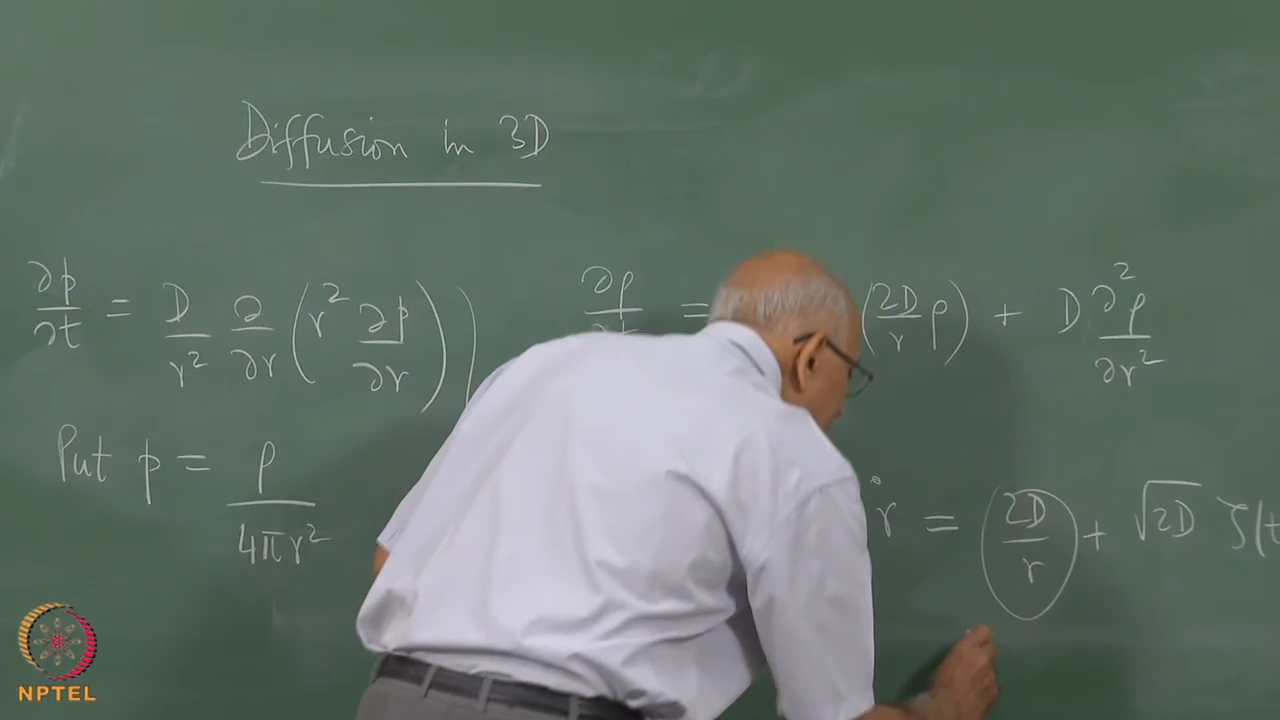 Diffusion in 3D
∂p/∂t = D/r² ∂/∂r (r² ∂p/∂r)
∂ρ/∂t = (2D/r ρ) + D ∂²ρ/∂r²
Put p = ρ/4πr²
ṙ = 2D/r + √2D ζ(t
NPTEL